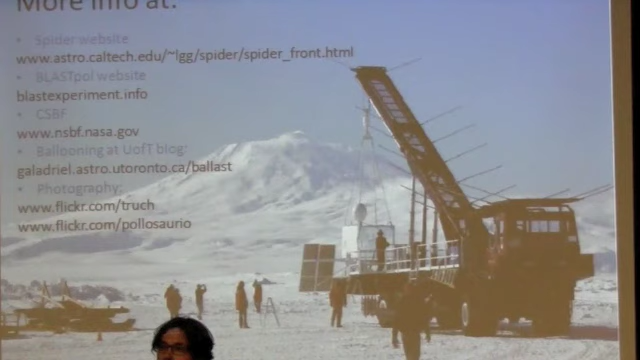 More info at:
• Spider website
www.astro.caltech.edu/~lgg/spider/spider_front.html
• BLASTpol website
blastexperiment.info
• CSBF
www.nsbf.nasa.gov
• Ballooning at UofT blog:
galadriel.astro.utoronto.ca/ballast
• Photography:
www.flickr.com/truch
www.flickr.com/pollosaurio